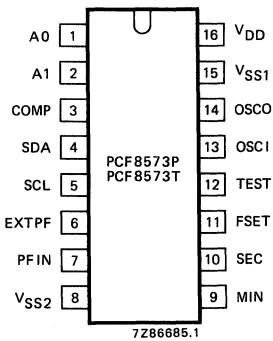 A0 1 16 VDD
A1 2 15 VSS1
COMP 3 14 OSCO
SDA 4 13 OSCI
PCF8573P
PCF8573T
SCL 5 12 TEST
EXTPF 6 11 FSET
PFIN 7 10 SEC
VSS2 8 9 MIN
7Z86685.1